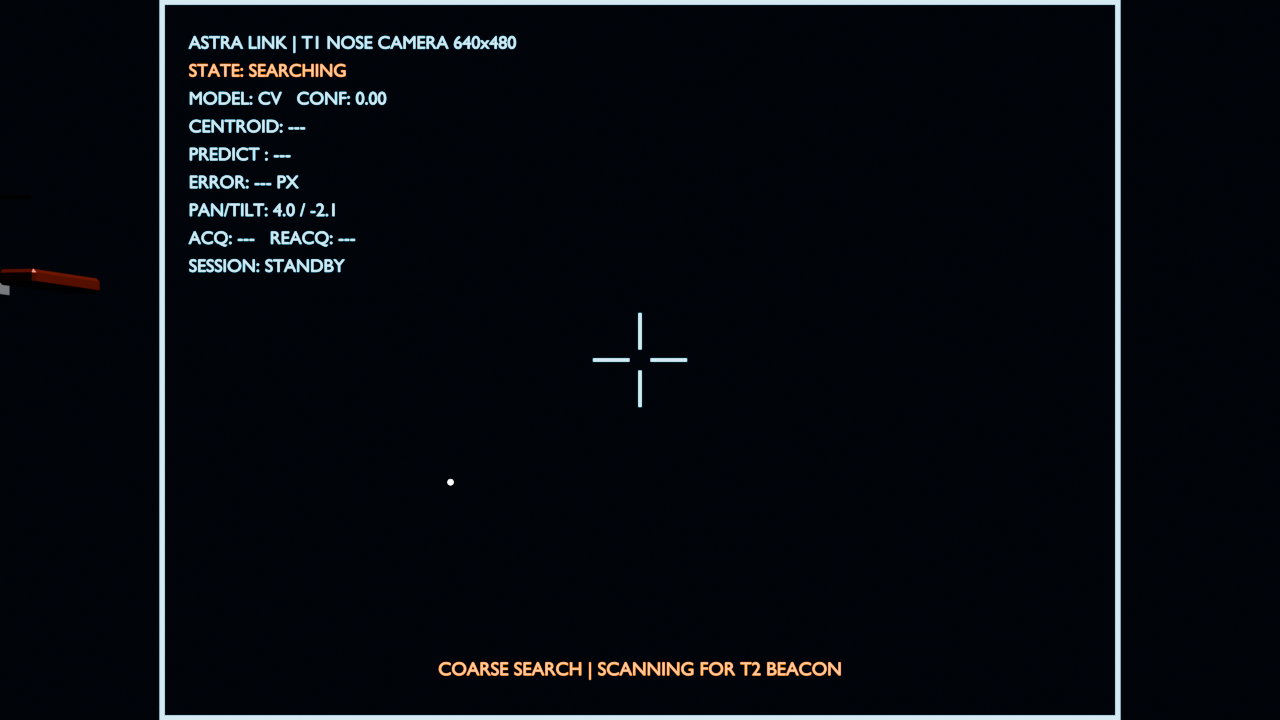 ASTRA LINK | T1 NOSE CAMERA 640x480
STATE: SEARCHING
MODEL: CV CONF: 0.00
CENTROID: ---
PREDICT : ---
ERROR: --- PX
PAN/TILT: 4.0 / -2.1
ACQ: --- REACQ: ---
SESSION: STANDBY
COARSE SEARCH | SCANNING FOR T2 BEACON